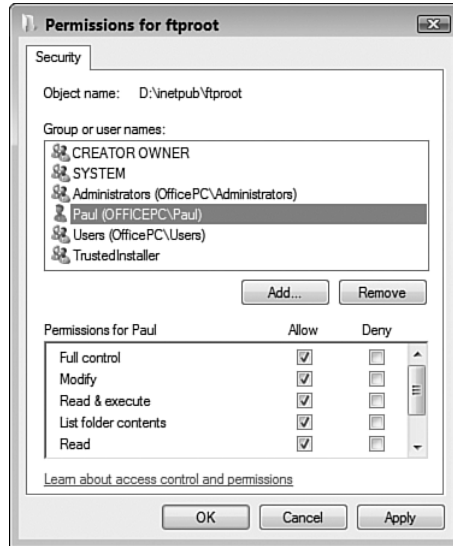 Permissions for ftproot
Security
Object name: D:\inetpub\ftproot
Group or user names:
CREATOR OWNER
SYSTEM
Administrators (OfficePC\Administrators)
Paul (OFFICEPC\Paul)
Users (OfficePC\Users)
TrustedInstaller
Add... Remove
Permissions for Paul Allow Deny
Full control
Modify
Read & execute
List folder contents
Read
Learn about access control and permissions
OK Cancel Apply